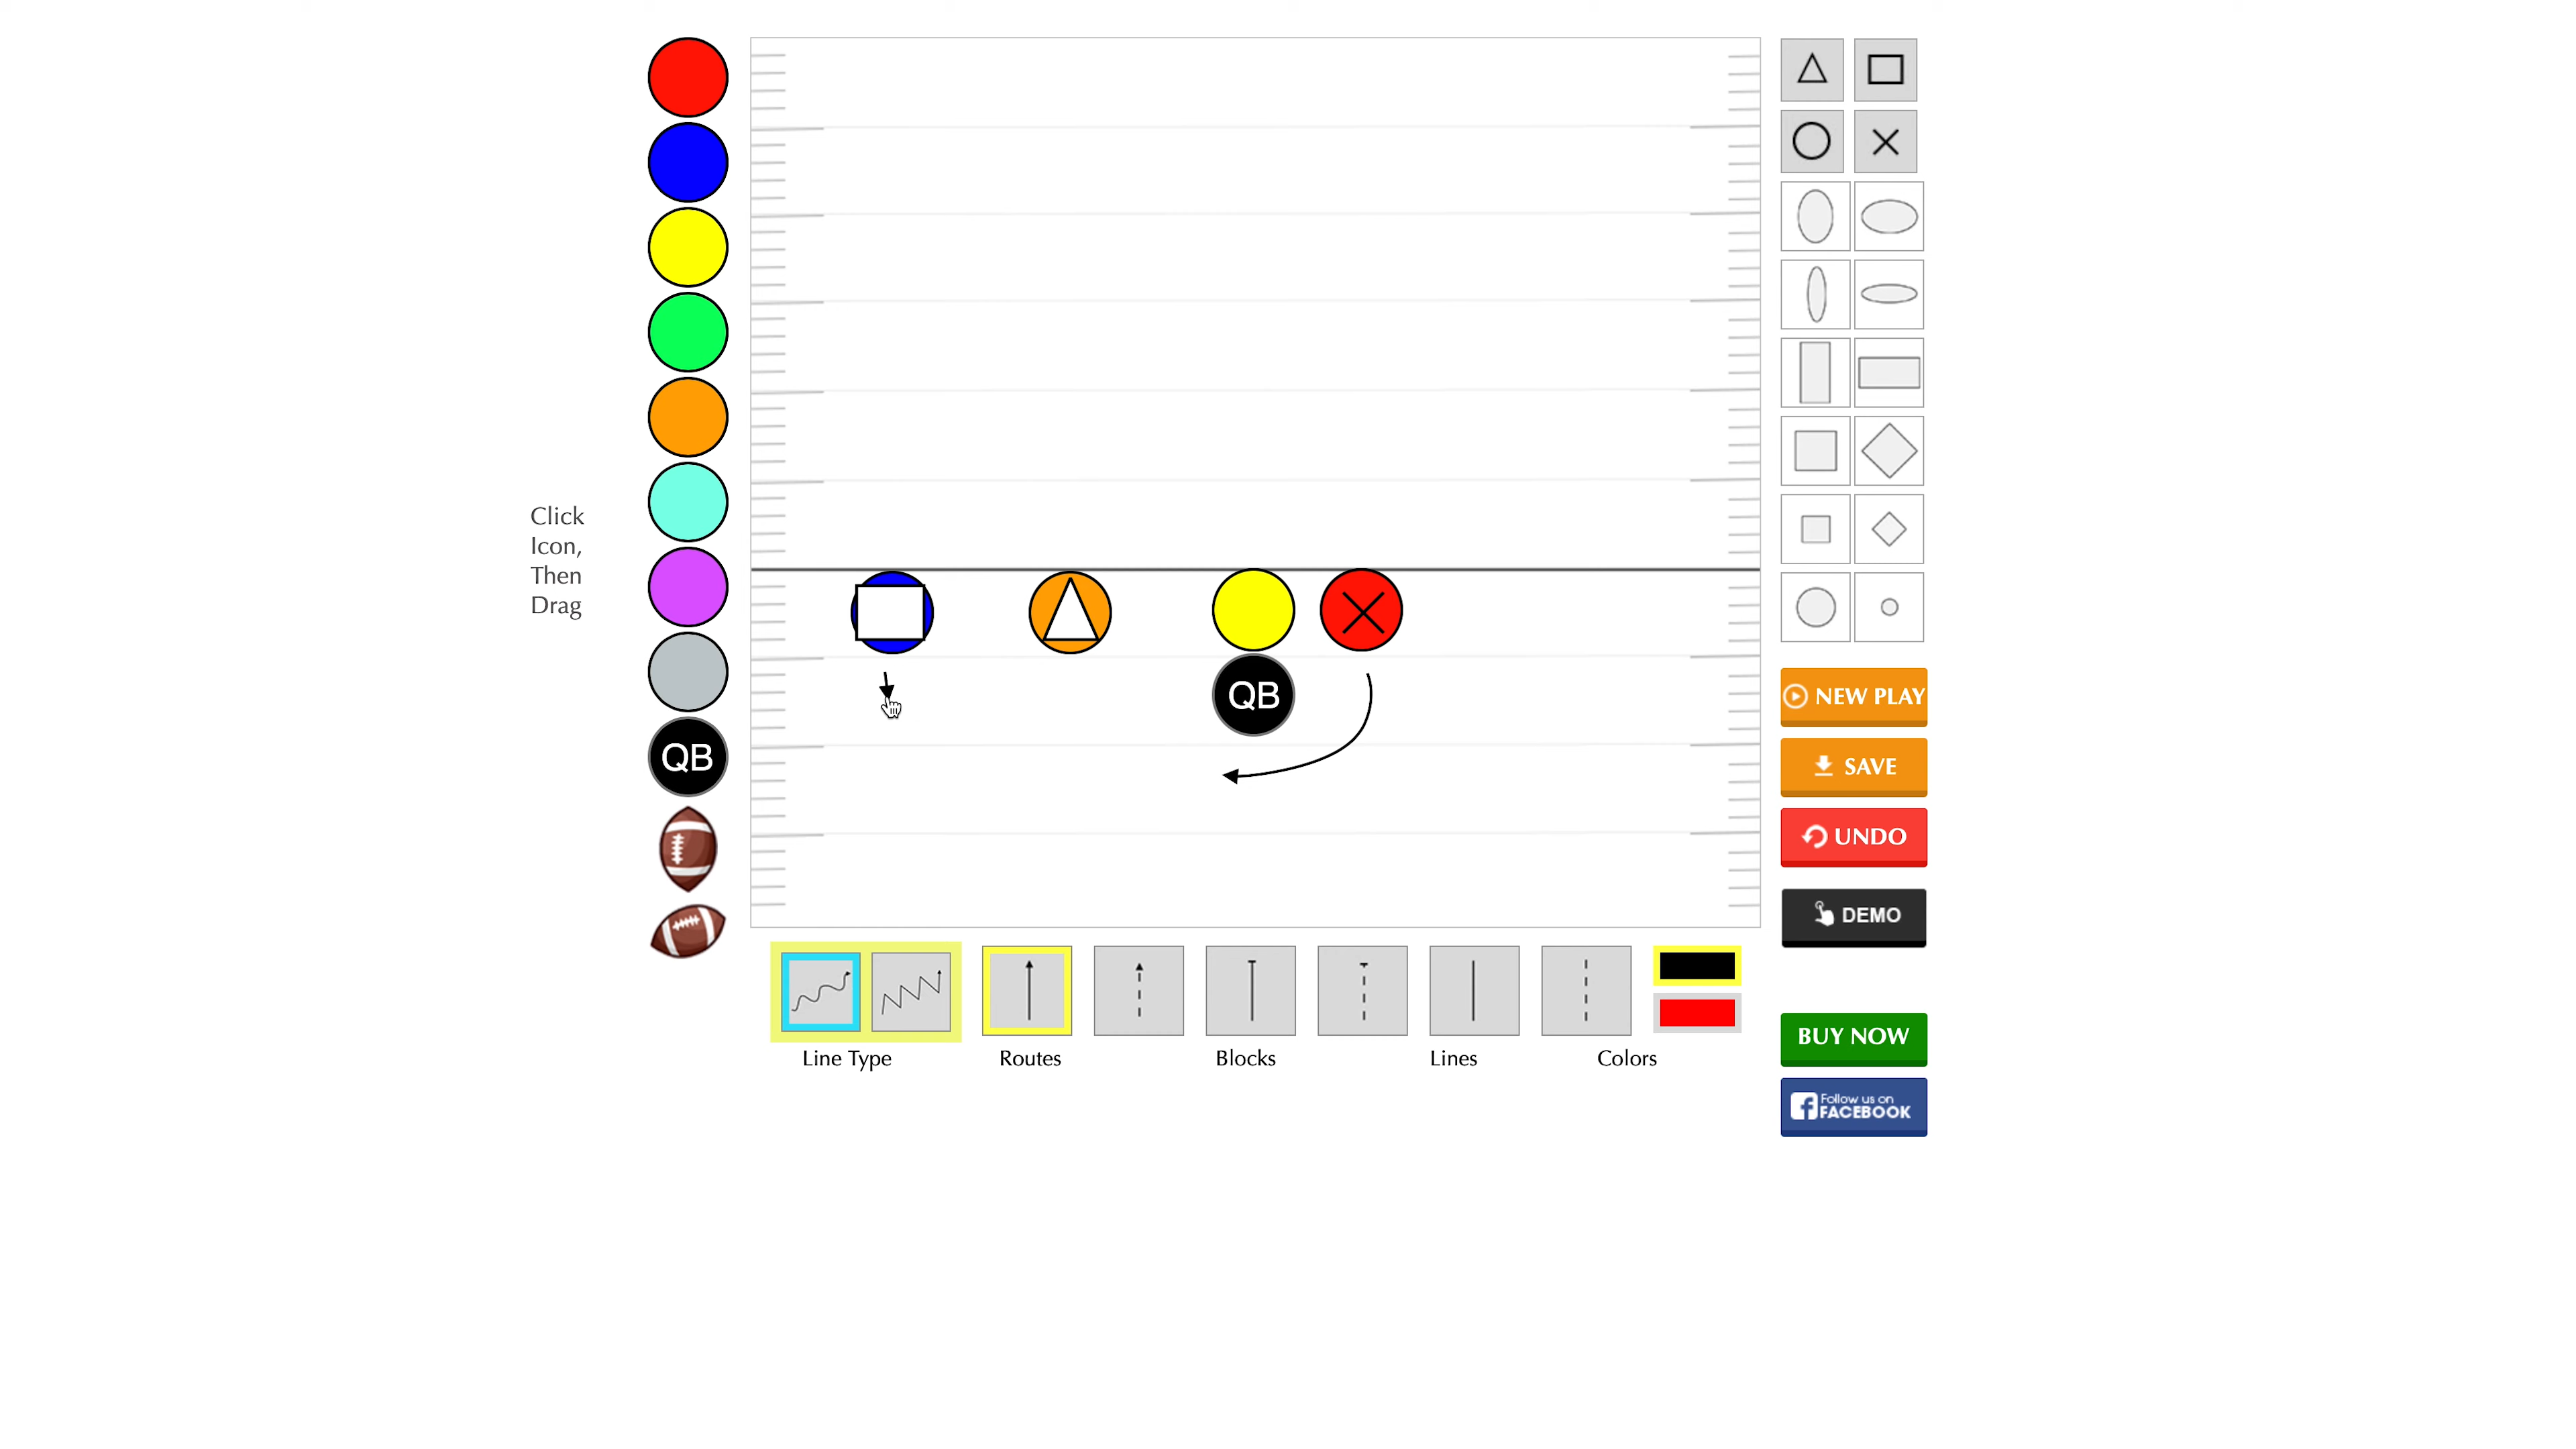 Click
Icon,
Then
Drag
QB
QB
NEW PLAY
SAVE
UNDO
DEMO
BUY NOW
Follow us on
FACEBOOK
Line Type
Routes
Blocks
Lines
Colors